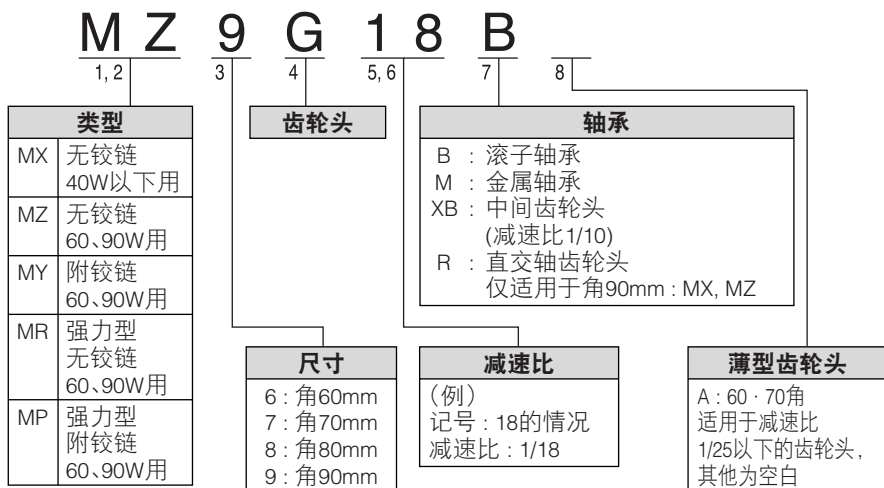 MZ 9 G 18 B
1, 2 3 4 5, 6 7 8
类型
MX 无铰链
40W以下用
MZ 无铰链
60、90W用
MY 附铰链
60、90W用
MR 强力型
无铰链
60、90W用
MP 强力型
附铰链
60、90W用
齿轮头
轴承
B : 滚子轴承
M : 金属轴承
XB : 中间齿轮头
(减速比1/10)
R : 直交轴齿轮头
仅适用于角90mm : MX, MZ
尺寸
6 : 角60mm
7 : 角70mm
8 : 角80mm
9 : 角90mm
减速比
（例）
记号 : 18的情况
减速比 : 1/18
薄型齿轮头
A : 60 · 70角
适用于减速比
1/25以下的齿轮头，
其他为空白